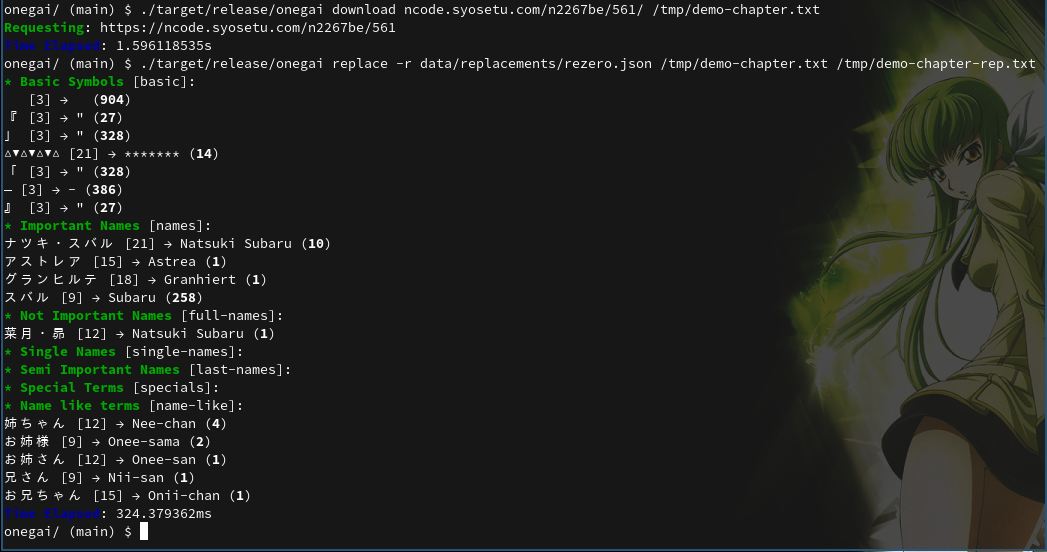 onegai/ (main) $ ./target/release/onegai download ncode.syosetu.com/n2267be/561/ /tmp/demo-chapter.txt
Requesting: https://ncode.syosetu.com/n2267be/561
Time Elapsed: 1.596118535s
onegai/ (main) $ ./target/release/onegai replace -r data/replacements/rezero.json /tmp/demo-chapter.txt /tmp/demo-chapter-rep.txt
* Basic Symbols [basic]:
　 [3] →   (904)
『 [3] → " (27)
」 [3] → " (328)
△▼△▼△▼△ [21] → ******* (14)
「 [3] → " (328)
― [3] → - (386)
』 [3] → " (27)
* Important Names [names]:
ナツキ・スバル [21] → Natsuki Subaru (10)
アストレア [15] → Astrea (1)
グランヒルテ [18] → Granhiert (1)
スバル [9] → Subaru (258)
* Not Important Names [full-names]:
菜月・昴 [12] → Natsuki Subaru (1)
* Single Names [single-names]:
* Semi Important Names [last-names]:
* Special Terms [specials]:
* Name like terms [name-like]:
姉ちゃん [12] → Nee-chan (4)
お姉様 [9] → Onee-sama (2)
お姉さん [12] → Onee-san (1)
兄さん [9] → Nii-san (1)
お兄ちゃん [15] → Onii-chan (1)
Time Elapsed: 324.379362ms
onegai/ (main) $